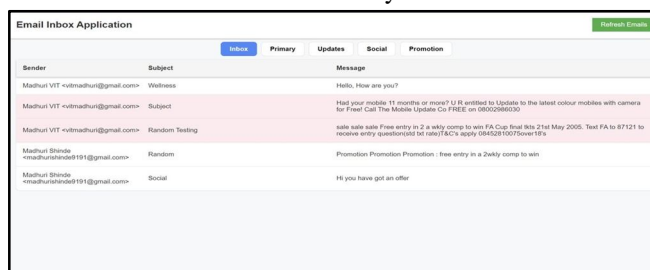 Email Inbox Application
Refresh Emails
Inbox Primary Updates Social Promotion
Sender Subject Message
Madhuri VIT <vitmadhuri@gmail.com> Wellness Hello, How are you?
Madhuri VIT <vitmadhuri@gmail.com> Subject Had your mobile 11 months or more? U R entitled to Update to the latest colour mobiles with camera
for Free! Call The Mobile Update Co FREE on 08002986030
Madhuri VIT <vitmadhuri@gmail.com> Random Testing sale sale sale Free entry in 2 a wkly comp to win FA Cup final tkts 21st May 2005. Text FA to 87121 to
receive entry question(std txt rate)T&C's apply 08452810075over18's
Madhuri Shinde
<madhurishinde9191@gmail.com> Random Promotion Promotion Promotion : free entry in a 2wkly comp to win
Madhuri Shinde
<madhurishinde9191@gmail.com> Social Hi you have got an offer